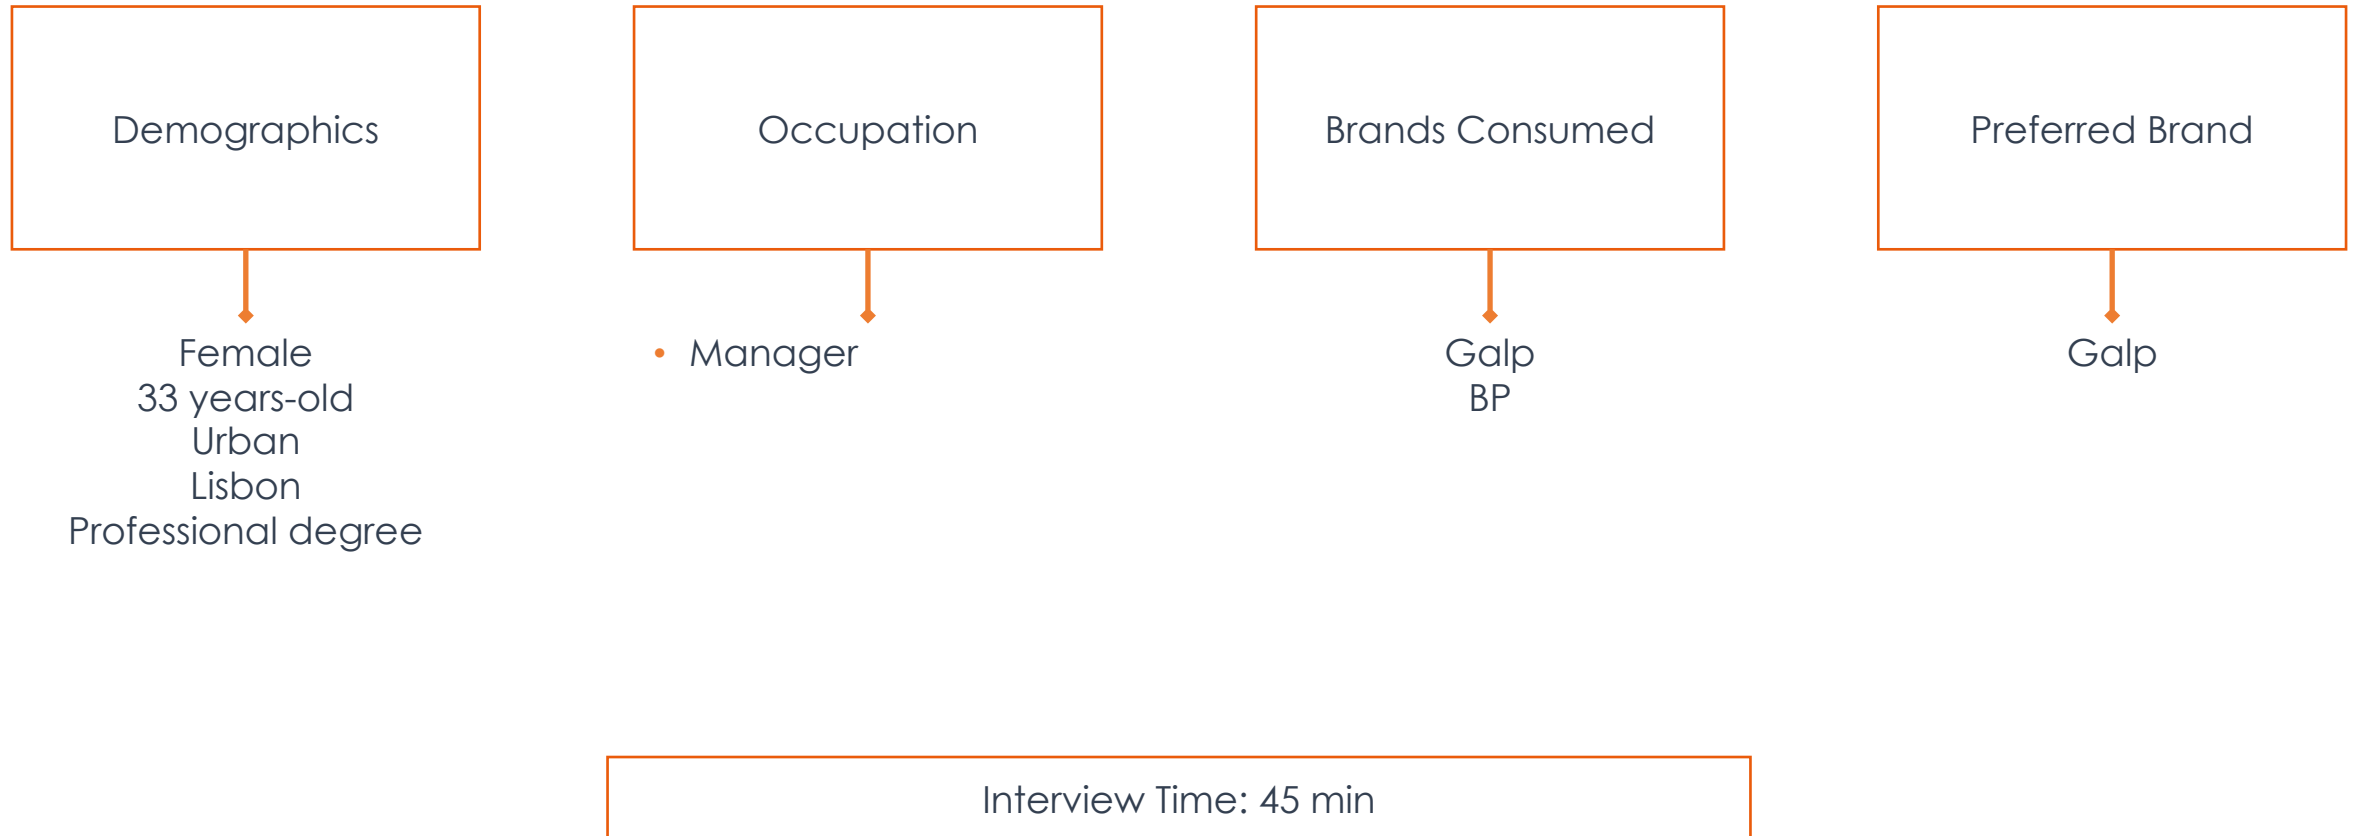 Demographics
Female
33 years-old
Urban
Lisbon
Professional degree
Occupation
• Manager
Brands Consumed
Galp
BP
Preferred Brand
Galp
Interview Time: 45 min